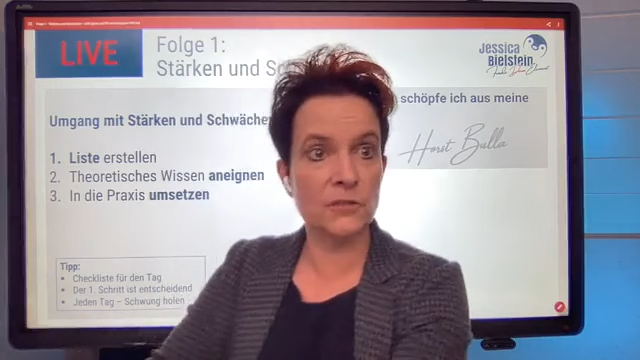 LIVE
Folge 1:
Stärken und
Jessica
Bielstein
Umgang mit Stärken und
schöpfe ich aus meine
Horst Bulla
1. Liste erstellen
2. Theoretisches Wissen aneignen
3. In die Praxis umsetzen
Tipp:
• Checkliste für den Tag
• Der 1. Schritt ist entscheidend
• Jeden Tag – Schwung holen